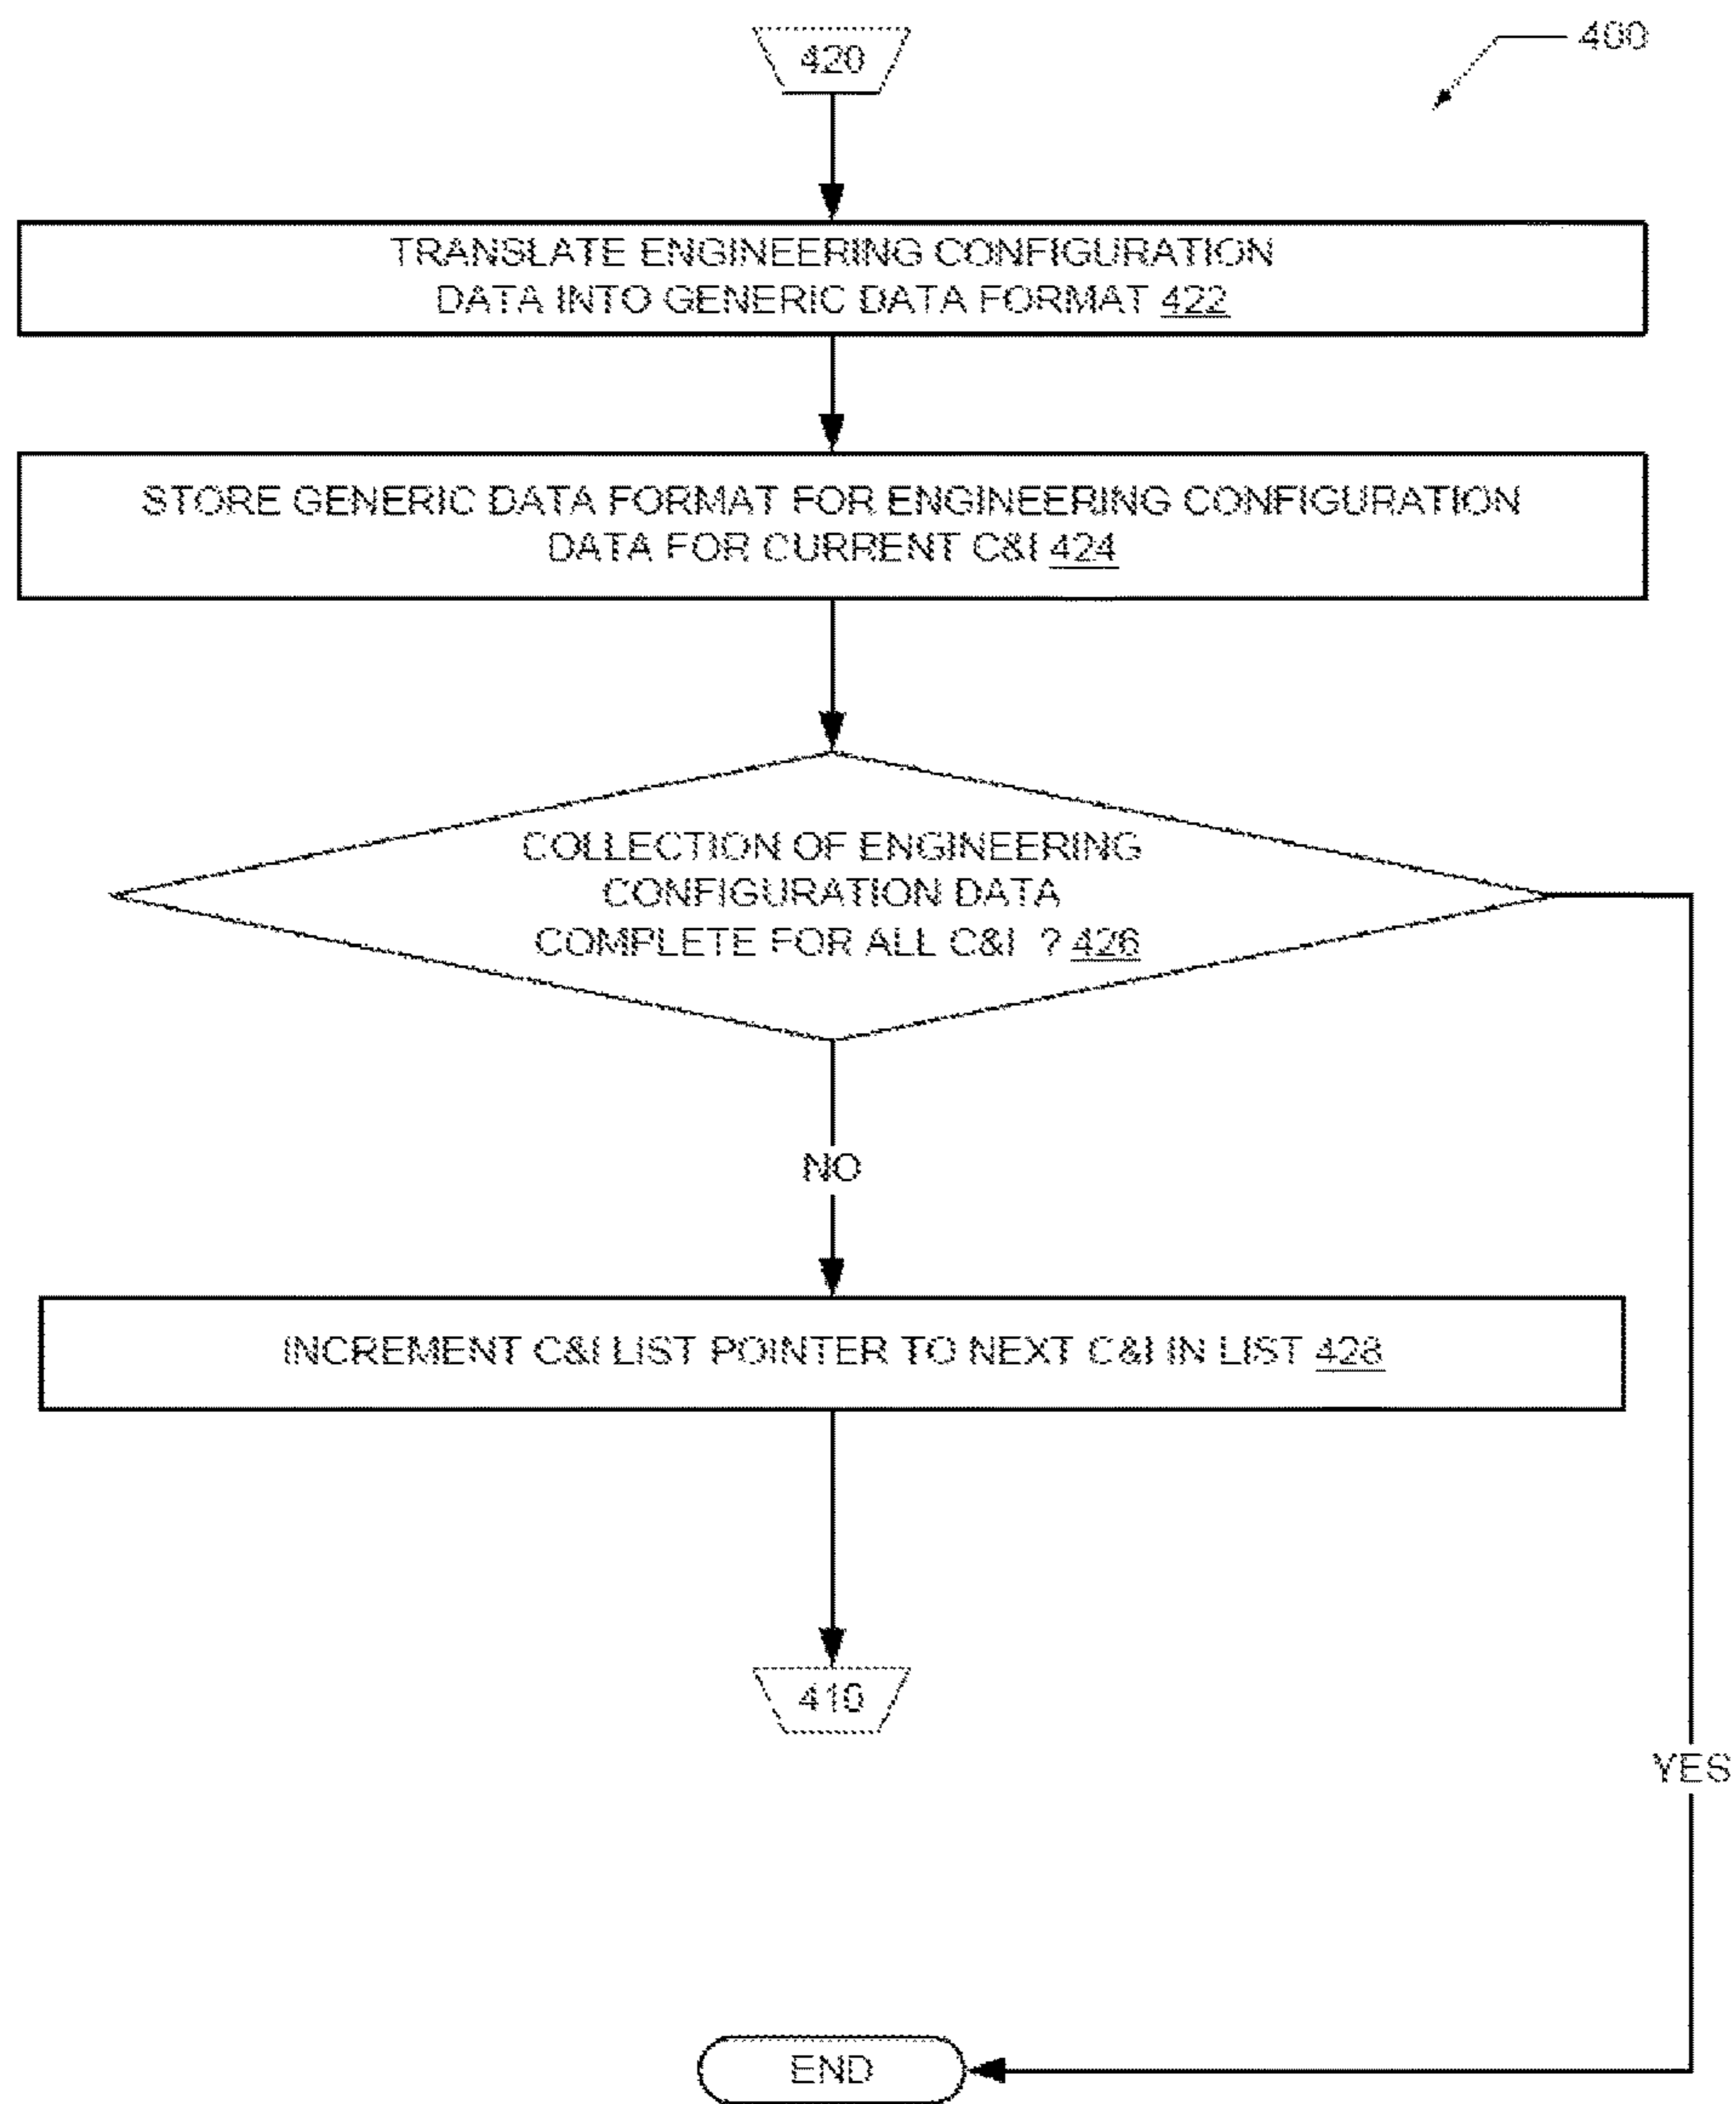 420
400
TRANSLATE ENGINEERING CONFIGURATION
DATA INTO GENERIC DATA FORMAT 422
STORE GENERIC DATA FORMAT FOR ENGINEERING CONFIGURATION
DATA FOR CURRENT C&I 424
COLLECTION OF ENGINEERING
CONFIGURATION DATA
COMPLETE FOR ALL C&I ? 426
NO
INCREMENT C&I LIST POINTER TO NEXT C&I IN LIST 428
410
YES
END